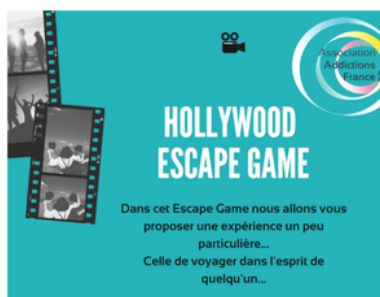 Association
Addictions
France
HOLLYWOOD
ESCAPE GAME
Dans cet Escape Game nous allons vous
proposer une expérience un peu
particulière...
Celle de voyager dans l'esprit de
quelqu'un...